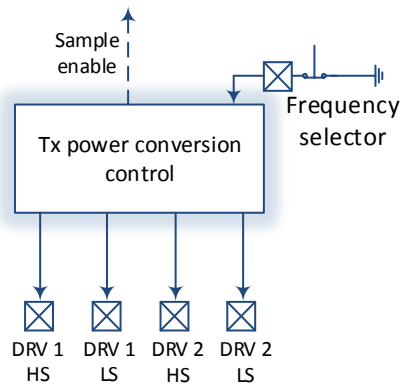 Sample
enable
Frequency
selector
Tx power conversion
control
DRV 1
HS
DRV 1
LS
DRV 2
HS
DRV 2
LS